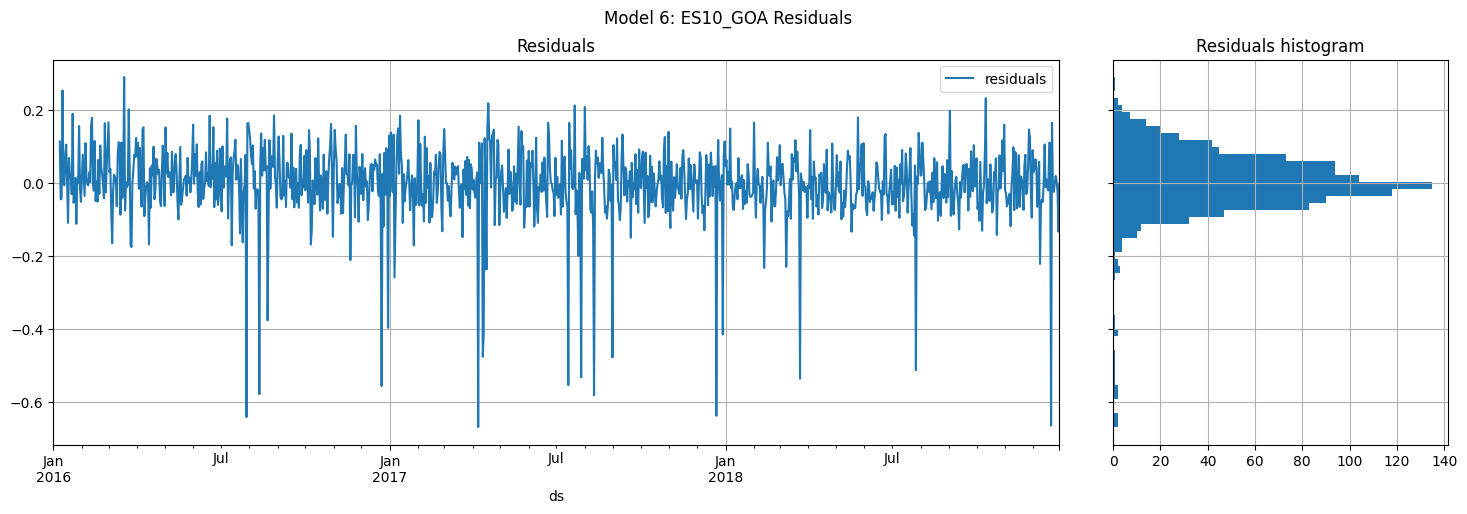 Model 6: ES10_GOA Residuals
Residuals
residuals
0.2
0.0
−0.2
−0.4
−0.6
Jan
2016
Jul
Jan
2017
Jul
Jan
2018
Jul
ds
Residuals histogram
0 20 40 60 80 100 120 140